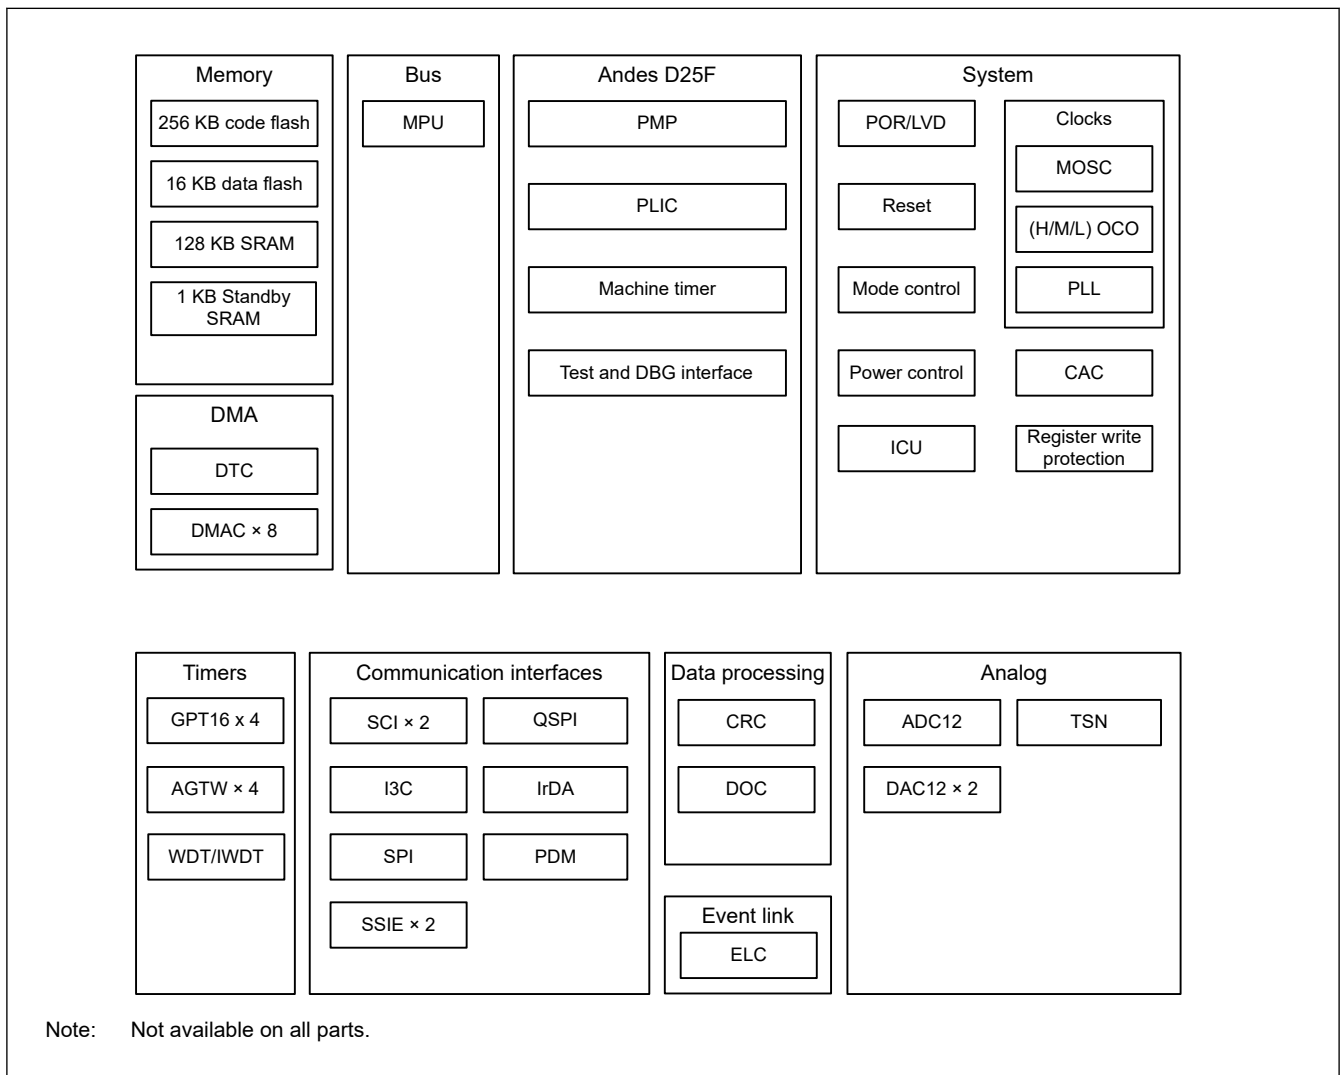 Memory
256 KB code flash
16 KB data flash
128 KB SRAM
1 KB Standby
SRAM
DMA
DTC
DMAC × 8
Bus
MPU
Andes D25F
PMP
PLIC
Machine timer
Test and DBG interface
System
POR/LVD
Reset
Mode control
Power control
ICU
Clocks
MOSC
(H/M/L) OCO
PLL
CAC
Register write
protection
Timers
GPT16 x 4
AGTW × 4
WDT/IWDT
Communication interfaces
SCI × 2
QSPI
I3C
IrDA
SPI
PDM
SSIE × 2
Data processing
CRC
DOC
Event link
ELC
Analog
ADC12
TSN
DAC12 × 2
Note: Not available on all parts.